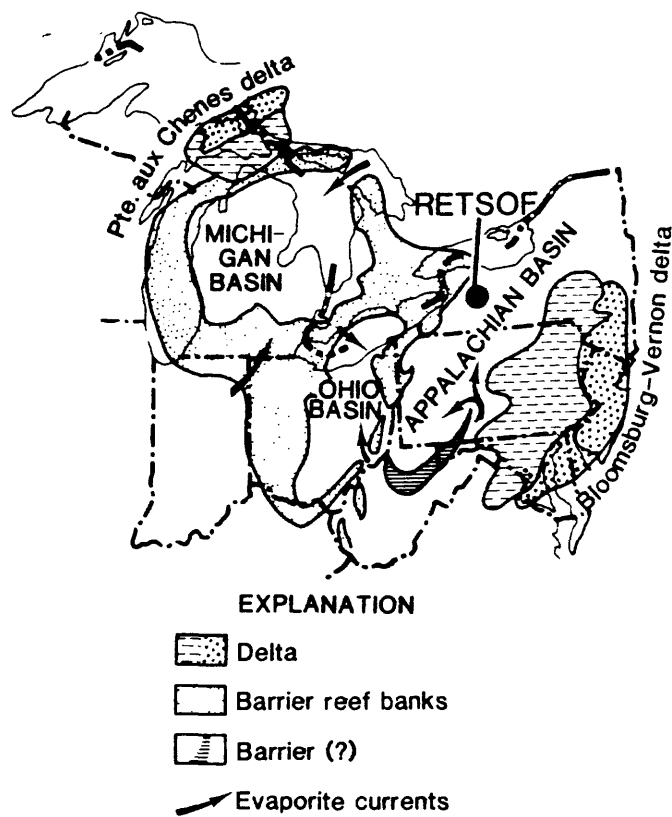 Pte. aux Chenes delta
RETSOF
MICHI-
GAN
BASIN
APPALACHIAN BASIN
OHIO
BASIN
Bloomsburg-Vernon delta
EXPLANATION
Delta
Barrier reef banks
Barrier (?)
Evaporite currents